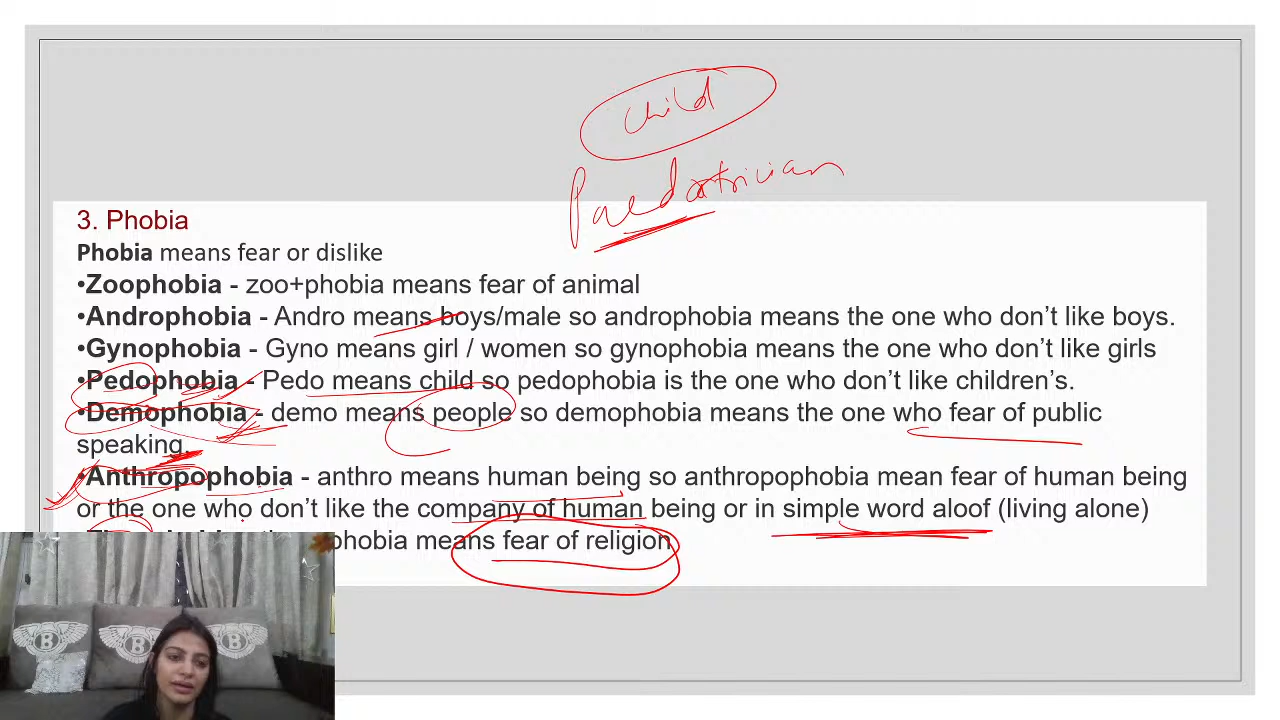 child
Paedatrician
3. Phobia
Phobia means fear or dislike
•Zoophobia - zoo+phobia means fear of animal
•Androphobia - Andro means boys/male so androphobia means the one who don’t like boys.
•Gynophobia - Gyno means girl / women so gynophobia means the one who don’t like girls
•Pedophobia - Pedo means child so pedophobia is the one who don’t like children’s.
•Demophobia - demo means people so demophobia means the one who fear of public
speaking.
•Anthropophobia - anthro means human being so anthropophobia mean fear of human being
or the one who don’t like the company of human being or in simple word aloof (living alone)
phobia means fear of religion
B
B